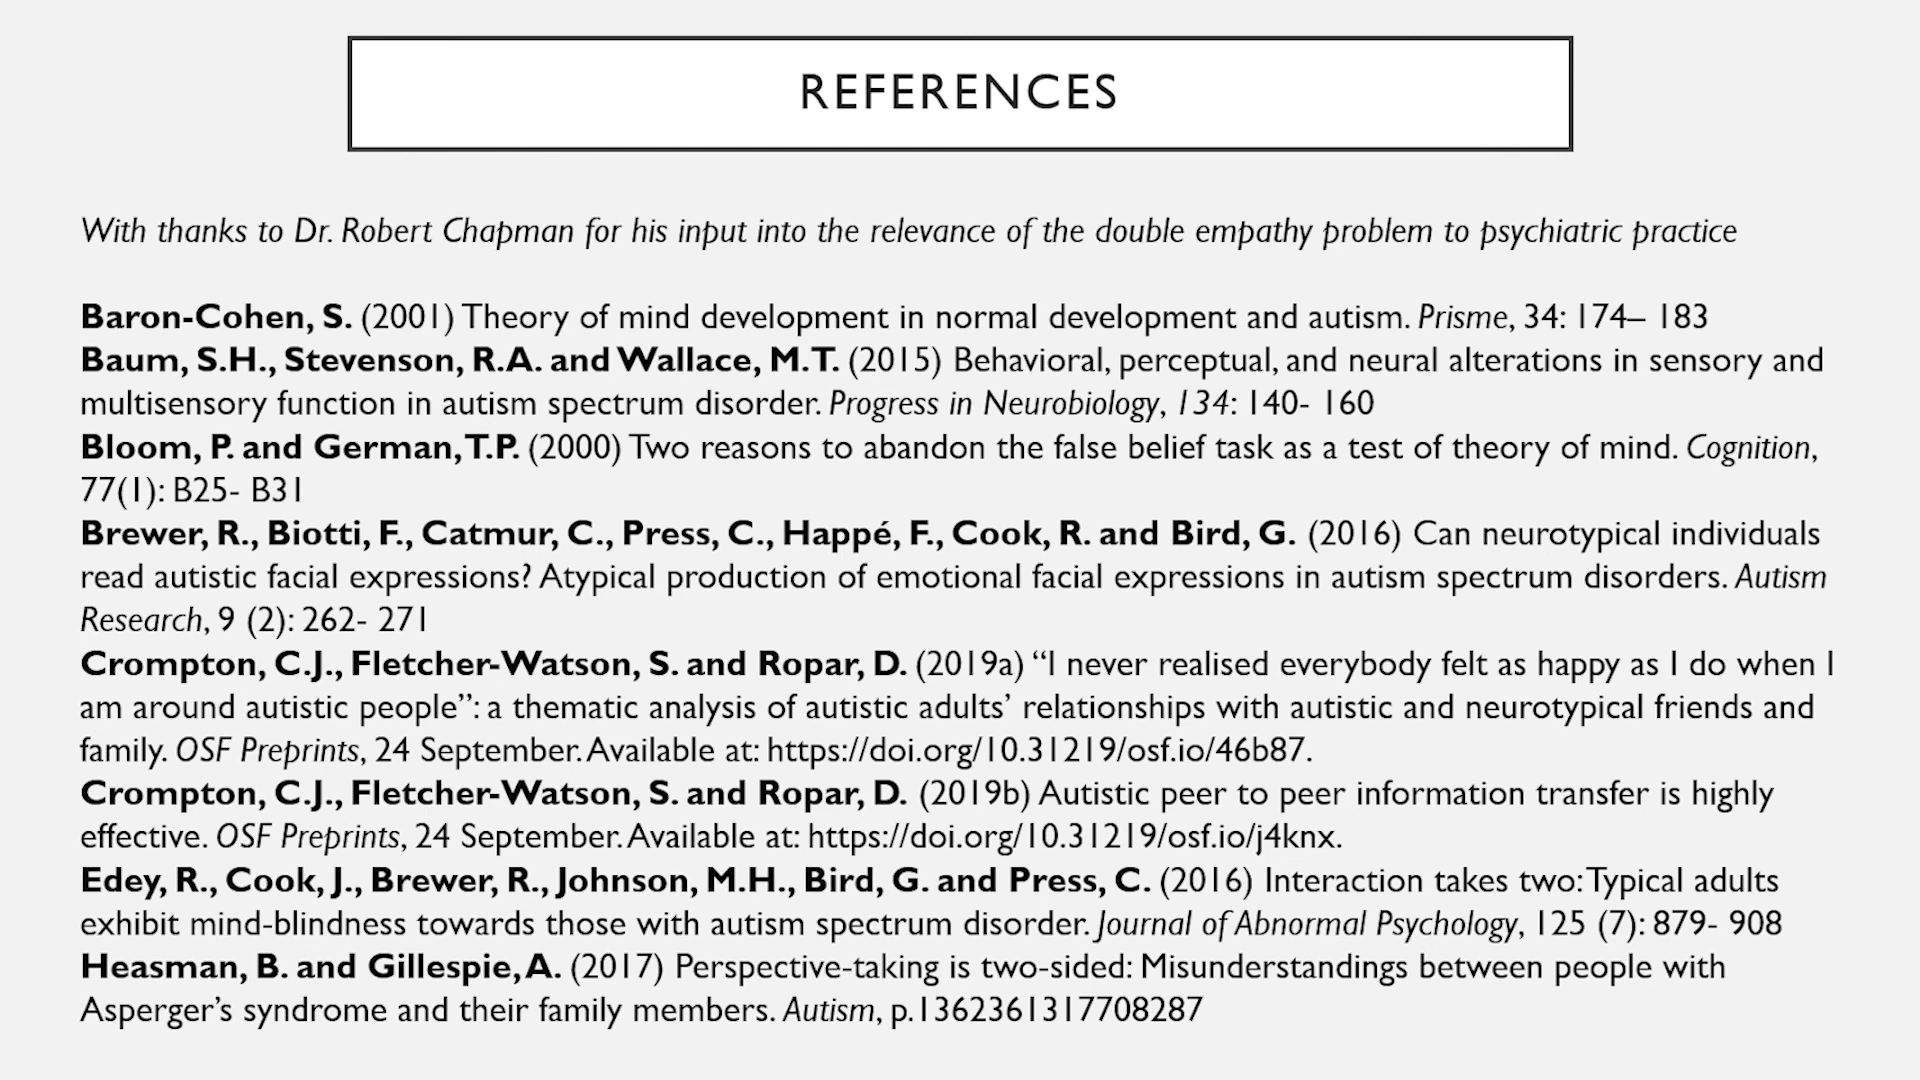 REFERENCES
With thanks to Dr. Robert Chapman for his input into the relevance of the double empathy problem to psychiatric practice
Baron-Cohen, S. (2001) Theory of mind development in normal development and autism. Prisme, 34: 174– 183
Baum, S.H., Stevenson, R.A. and Wallace, M.T. (2015) Behavioral, perceptual, and neural alterations in sensory and
multisensory function in autism spectrum disorder. Progress in Neurobiology, 134: 140- 160
Bloom, P. and German, T.P. (2000) Two reasons to abandon the false belief task as a test of theory of mind. Cognition,
77(1): B25- B31
Brewer, R., Biotti, F., Catmur, C., Press, C., Happé, F., Cook, R. and Bird, G. (2016) Can neurotypical individuals
read autistic facial expressions? Atypical production of emotional facial expressions in autism spectrum disorders. Autism
Research, 9 (2): 262- 271
Crompton, C.J., Fletcher-Watson, S. and Ropar, D. (2019a) “I never realised everybody felt as happy as I do when I
am around autistic people”: a thematic analysis of autistic adults’ relationships with autistic and neurotypical friends and
family. OSF Preprints, 24 September. Available at: https://doi.org/10.31219/osf.io/46b87.
Crompton, C.J., Fletcher-Watson, S. and Ropar, D. (2019b) Autistic peer to peer information transfer is highly
effective. OSF Preprints, 24 September. Available at: https://doi.org/10.31219/osf.io/j4knx.
Edey, R., Cook, J., Brewer, R., Johnson, M.H., Bird, G. and Press, C. (2016) Interaction takes two: Typical adults
exhibit mind-blindness towards those with autism spectrum disorder. Journal of Abnormal Psychology, 125 (7): 879- 908
Heasman, B. and Gillespie, A. (2017) Perspective-taking is two-sided: Misunderstandings between people with
Asperger’s syndrome and their family members. Autism, p.1362361317708287